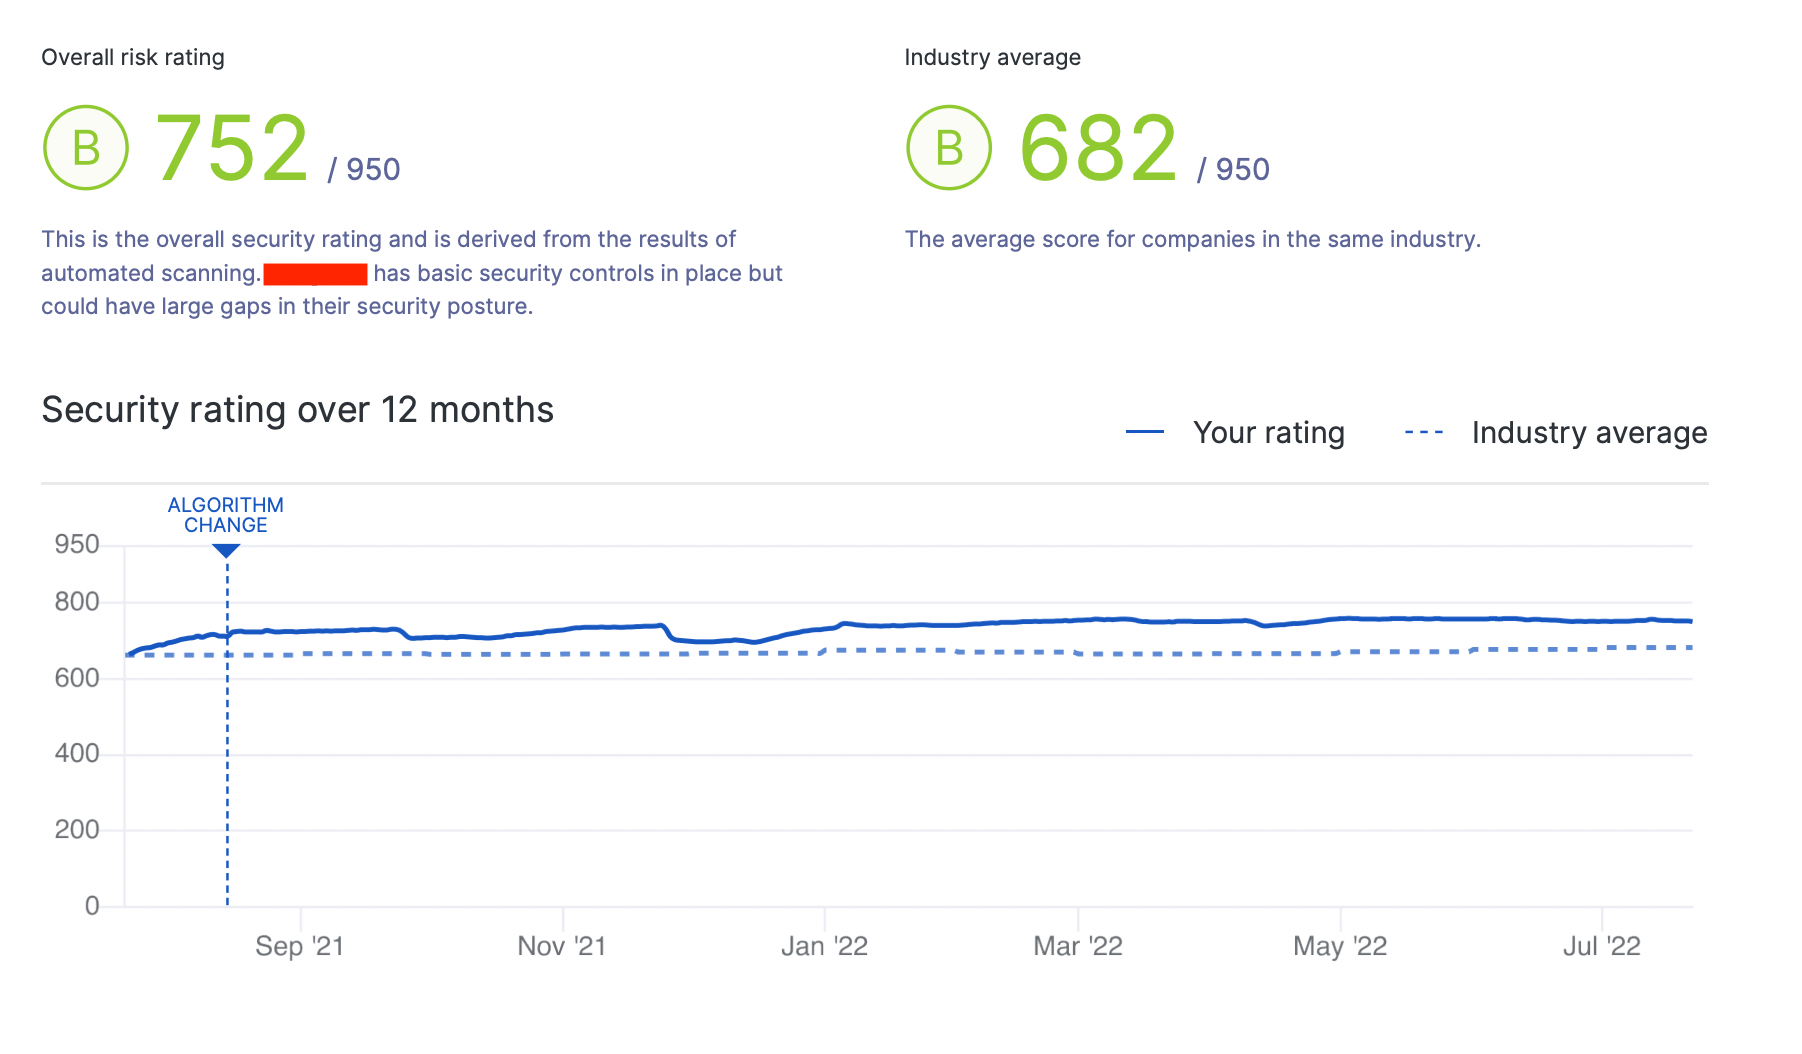 Overall risk rating
B 752 / 950
This is the overall security rating and is derived from the results of
automated scanning. has basic security controls in place but
could have large gaps in their security posture.
Industry average
B 682 / 950
The average score for companies in the same industry.
Security rating over 12 months
Your rating
Industry average
ALGORITHM
CHANGE
950
800
600
400
200
0
Sep '21
Nov '21
Jan '22
Mar '22
May '22
Jul '22